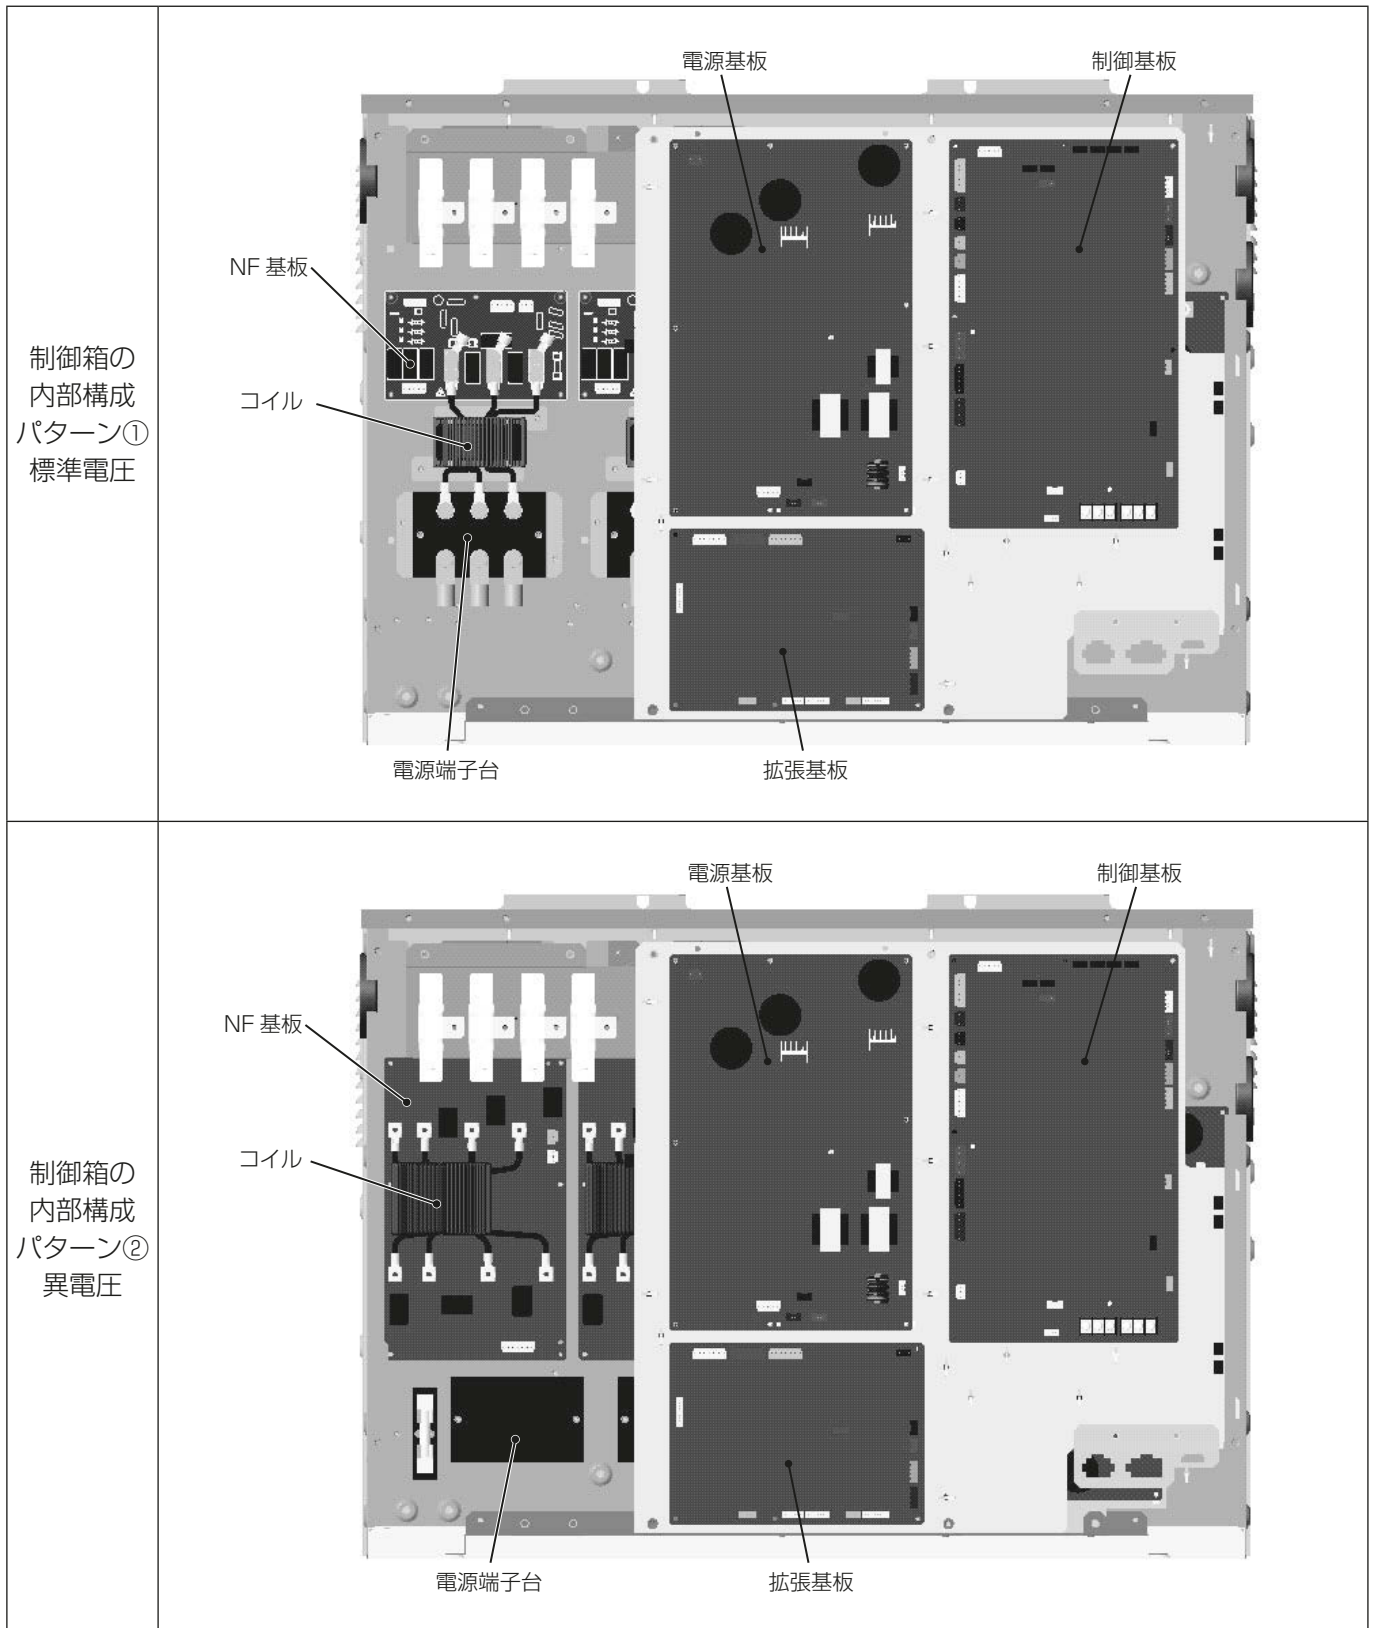 制御箱の
内部構成
パターン①
標準電圧
電源基板
制御基板
NF 基板
コイル
電源端子台
拡張基板
制御箱の
内部構成
パターン②
異電圧
電源基板
制御基板
NF 基板
コイル
電源端子台
拡張基板